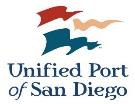 Unified Port
of San Diego